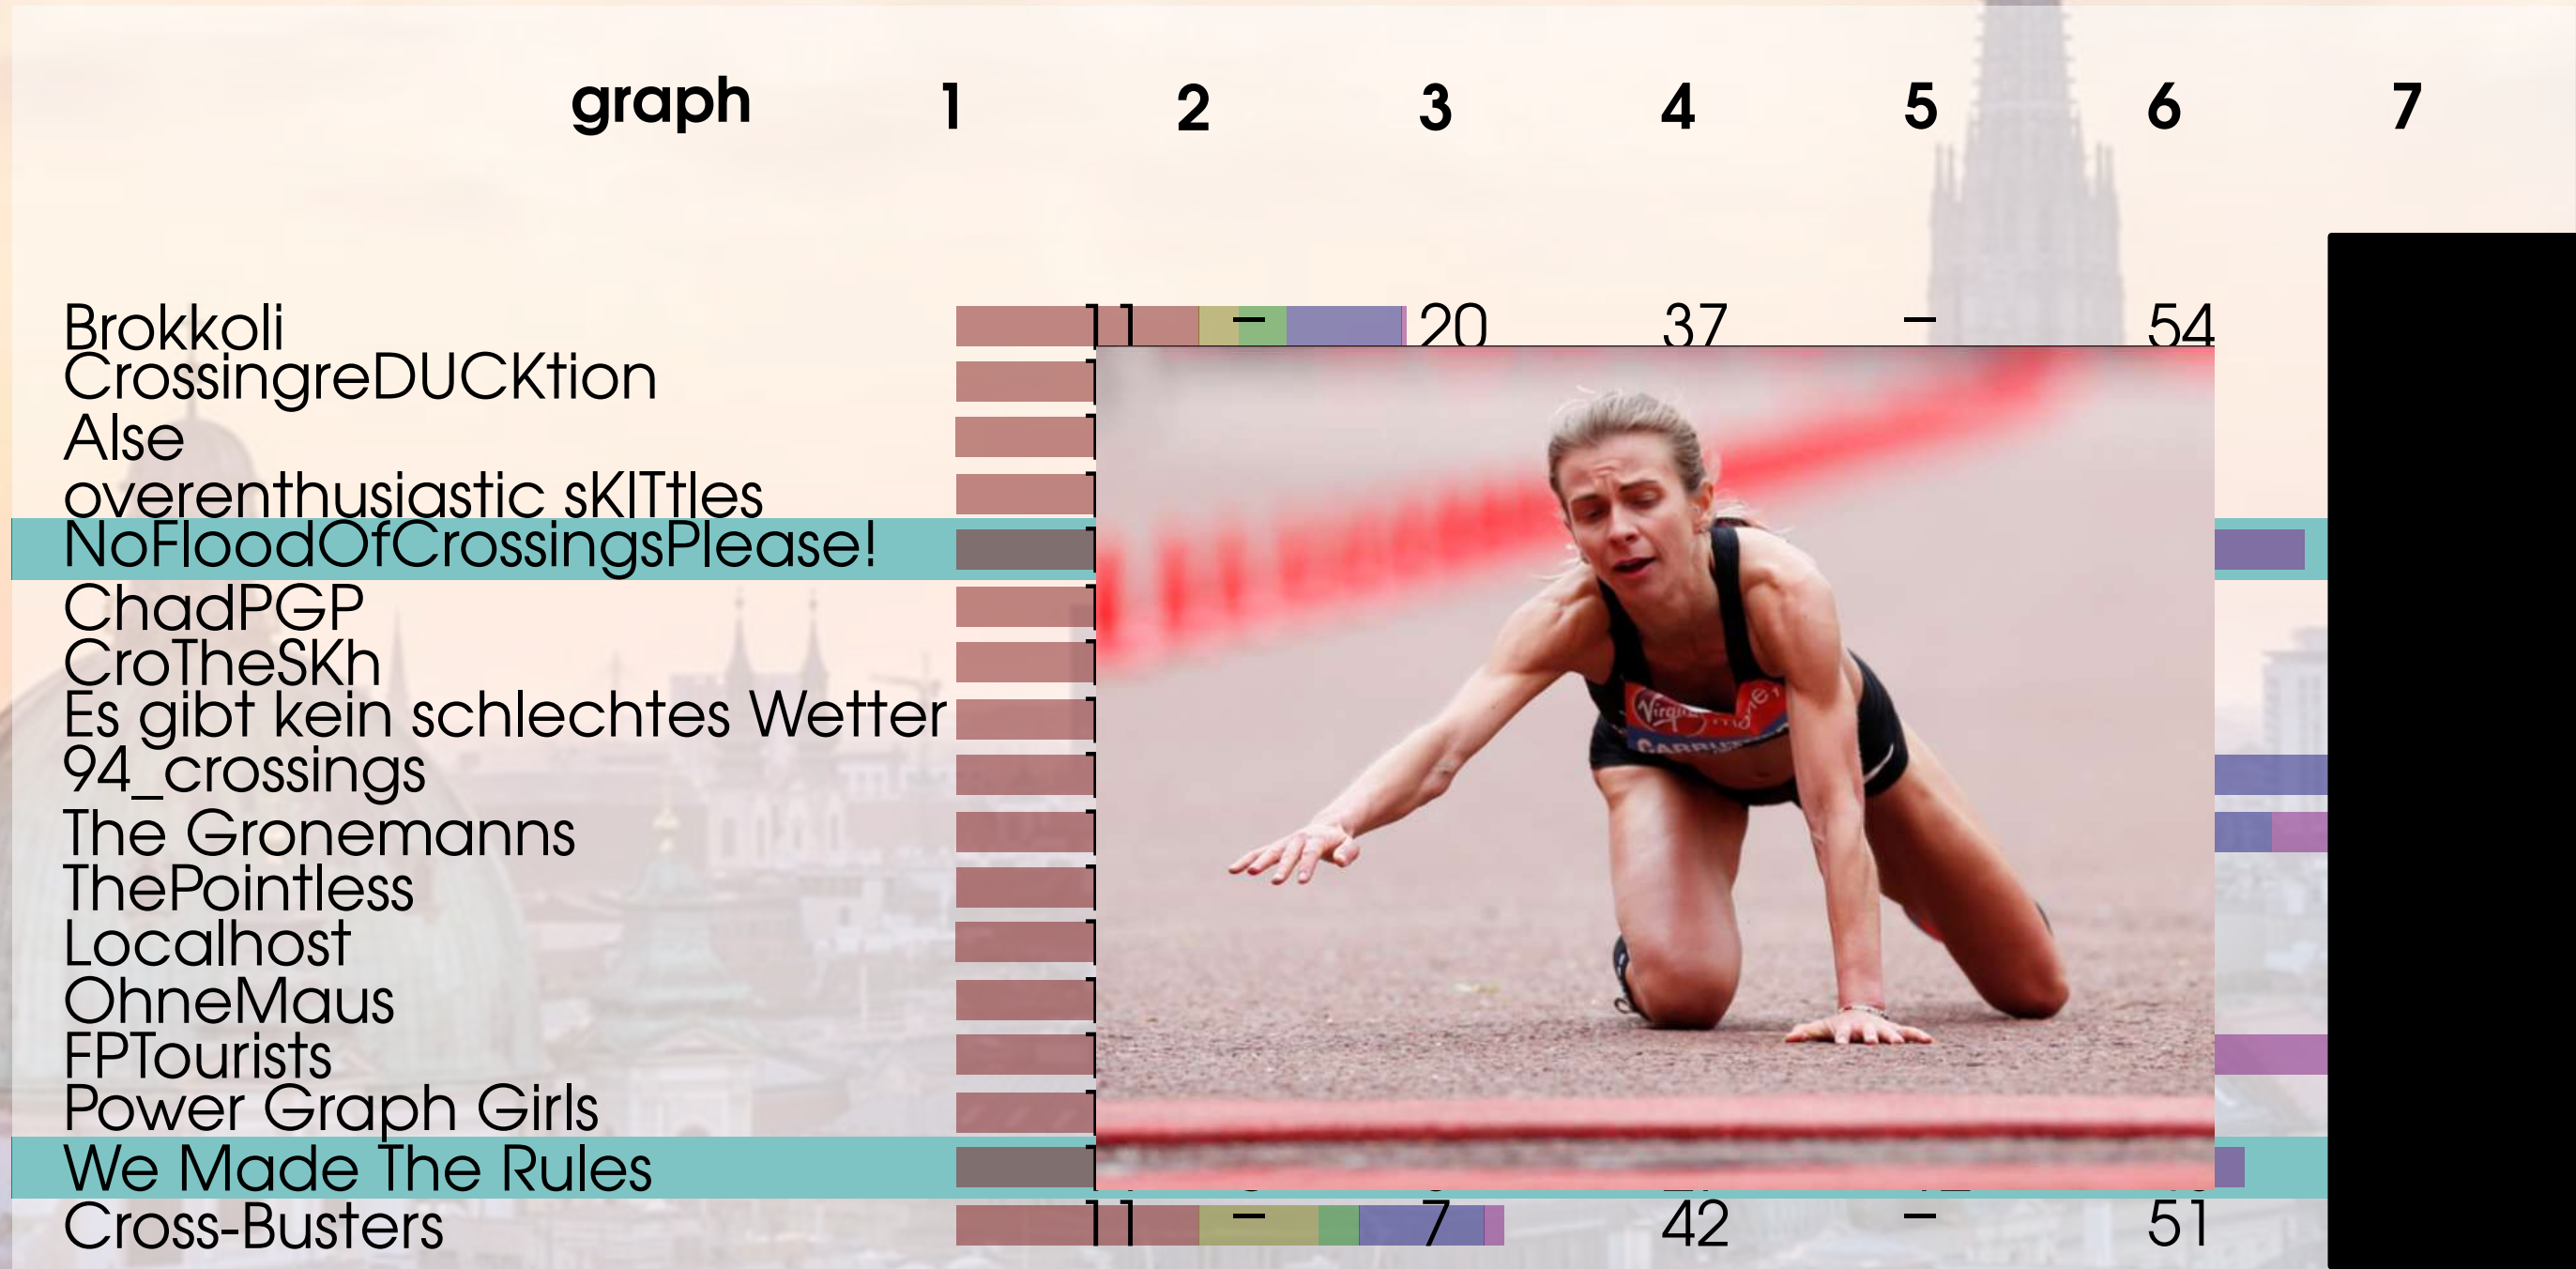 graph 1 2 3 4 5 6 7
Brokkoli 11 – 20 37 – 54
CrossingreDUCKtion
Alse
overenthusiastic sKITtles
NoFloodOfCrossingsPlease!
ChadPGP
CroTheSKh
Es gibt kein schlechtes Wetter
94_crossings
The Gronemanns
ThePointless
Localhost
OhneMaus
FPTourists
Power Graph Girls
We Made The Rules
Cross-Busters 11 – 7 42 – 51
Virgin money